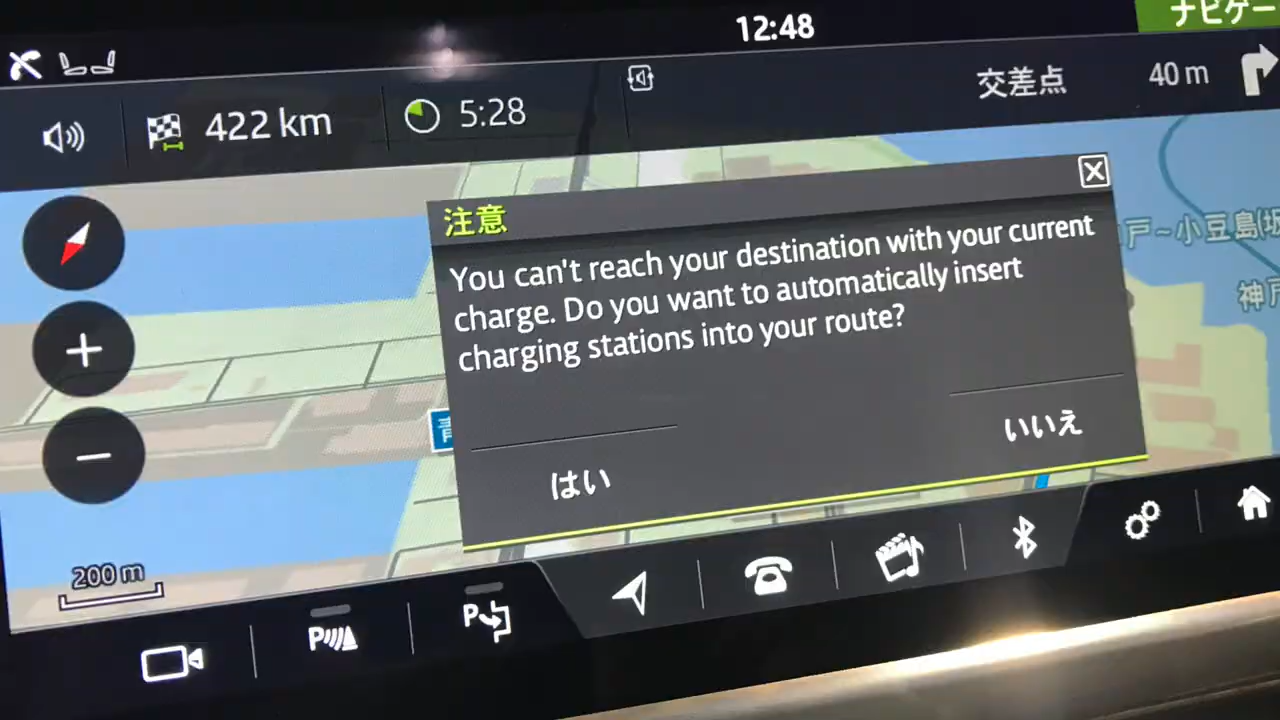 12:48
ナビゲー
422 km
5:28
交差点
40 m
注意
You can't reach your destination with your current
charge. Do you want to automatically insert
charging stations into your route?
はい
いいえ
戸~小豆島(坂
神戸
青
200 m
P
P